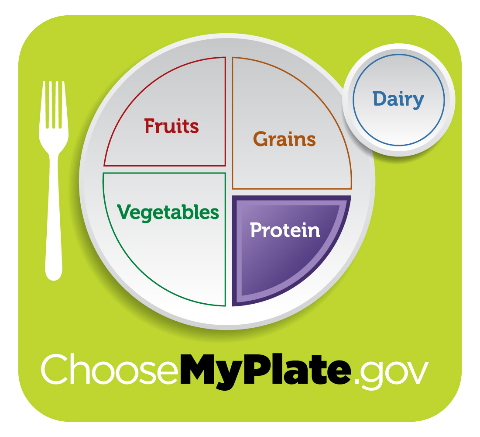 Fruits
Grains
Dairy
Vegetables
Protein
ChooseMyPlate.gov